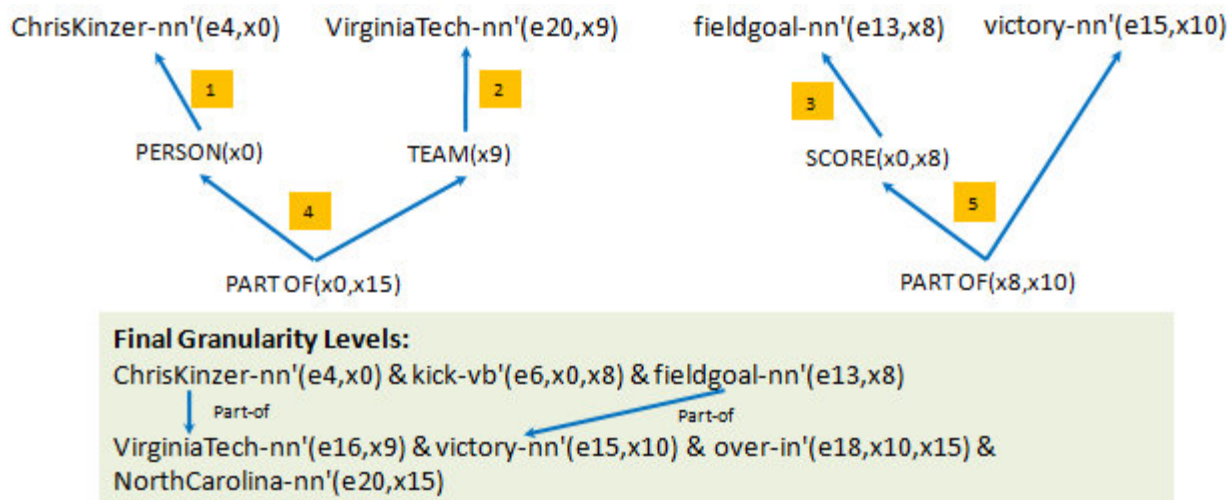 ChrisKinzer-nn'(e4,x0) VirginiaTech-nn'(e20,x9) fieldgoal-nn'(e13,x8) victory-nn'(e15,x10)
1 2 3
PERSON(x0) TEAM(x9) SCORE(x0,x8)
4 5
PART OF(x0,x15) PART OF(x8,x10)
Final Granularity Levels:
ChrisKinzer-nn'(e4,x0) & kick-vb'(e6,x0,x8) & fieldgoal-nn'(e13,x8)
Part-of Part-of
VirginiaTech-nn'(e16,x9) & victory-nn'(e15,x10) & over-in'(e18,x10,x15) &
NorthCarolina-nn'(e20,x15)